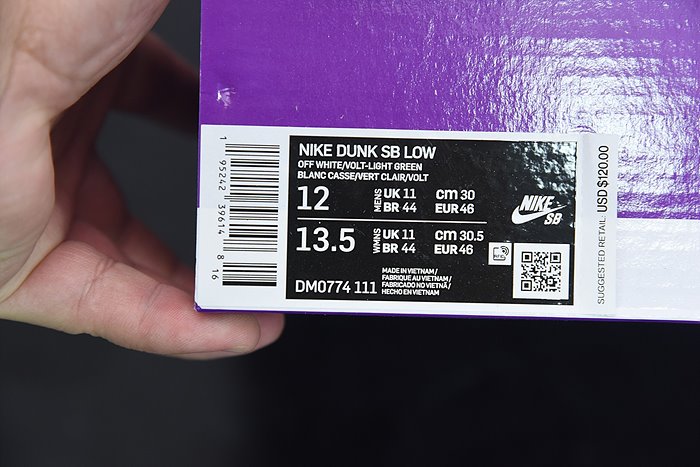 NIKE DUNK SB LOW
OFF WHITE/VOLT-LIGHT GREEN
BLANC CASSE/VERT CLAIR/VOLT
12 MENS UK 11 CM 30
BR 44 EUR 46
13.5 WMNS UK 11 CM 30.5
BR 44 EUR 46
DM0774 111
MADE IN VIETNAM/
FABRIQUÉ AU VIETNAM/
FABRICADO NO VIETNÃ/
HECHO EN VIETNAM
NIKE SB
1 95242 39614 8 16
SUGGESTED RETAIL: USD $120.00